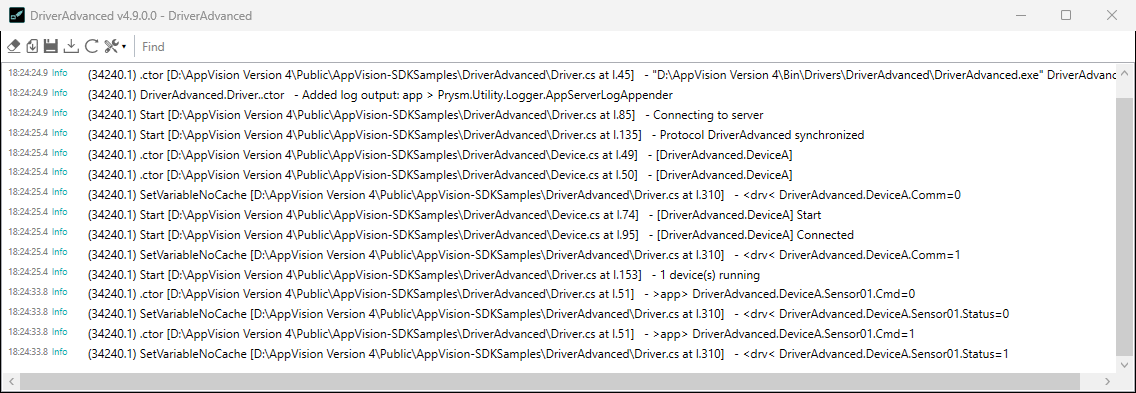 DriverAdvanced v4.9.0.0 - DriverAdvanced
Find
18:24:24.9 Info (34240.1) .ctor [D:\AppVision Version 4\Public\AppVision-SDKSamples\DriverAdvanced\Driver.cs at l.45] - "D:\AppVision Version 4\Bin\Drivers\DriverAdvanced\DriverAdvanced.exe" DriverAdvanc
18:24:24.9 Info (34240.1) DriverAdvanced.Driver..ctor - Added log output: app > Prysm.Utility.Logger.AppServerLogAppender
18:24:24.9 Info (34240.1) Start [D:\AppVision Version 4\Public\AppVision-SDKSamples\DriverAdvanced\Driver.cs at l.85] - Connecting to server
18:24:25.4 Info (34240.1) Start [D:\AppVision Version 4\Public\AppVision-SDKSamples\DriverAdvanced\Driver.cs at l.135] - Protocol DriverAdvanced synchronized
18:24:25.4 Info (34240.1) .ctor [D:\AppVision Version 4\Public\AppVision-SDKSamples\DriverAdvanced\Device.cs at l.49] - [DriverAdvanced.DeviceA]
18:24:25.4 Info (34240.1) .ctor [D:\AppVision Version 4\Public\AppVision-SDKSamples\DriverAdvanced\Device.cs at l.50] - [DriverAdvanced.DeviceA]
18:24:25.4 Info (34240.1) SetVariableNoCache [D:\AppVision Version 4\Public\AppVision-SDKSamples\DriverAdvanced\Driver.cs at l.310] - <drv< DriverAdvanced.DeviceA.Comm=0
18:24:25.4 Info (34240.1) Start [D:\AppVision Version 4\Public\AppVision-SDKSamples\DriverAdvanced\Device.cs at l.74] - [DriverAdvanced.DeviceA] Start
18:24:25.4 Info (34240.1) Start [D:\AppVision Version 4\Public\AppVision-SDKSamples\DriverAdvanced\Device.cs at l.95] - [DriverAdvanced.DeviceA] Connected
18:24:25.4 Info (34240.1) SetVariableNoCache [D:\AppVision Version 4\Public\AppVision-SDKSamples\DriverAdvanced\Driver.cs at l.310] - <drv< DriverAdvanced.DeviceA.Comm=1
18:24:25.4 Info (34240.1) Start [D:\AppVision Version 4\Public\AppVision-SDKSamples\DriverAdvanced\Driver.cs at l.153] - 1 device(s) running
18:24:33.8 Info (34240.1) .ctor [D:\AppVision Version 4\Public\AppVision-SDKSamples\DriverAdvanced\Driver.cs at l.51] - >app> DriverAdvanced.DeviceA.Sensor01.Cmd=0
18:24:33.8 Info (34240.1) SetVariableNoCache [D:\AppVision Version 4\Public\AppVision-SDKSamples\DriverAdvanced\Driver.cs at l.310] - <drv< DriverAdvanced.DeviceA.Sensor01.Status=0
18:24:33.8 Info (34240.1) .ctor [D:\AppVision Version 4\Public\AppVision-SDKSamples\DriverAdvanced\Driver.cs at l.51] - >app> DriverAdvanced.DeviceA.Sensor01.Cmd=1
18:24:33.8 Info (34240.1) SetVariableNoCache [D:\AppVision Version 4\Public\AppVision-SDKSamples\DriverAdvanced\Driver.cs at l.310] - <drv< DriverAdvanced.DeviceA.Sensor01.Status=1